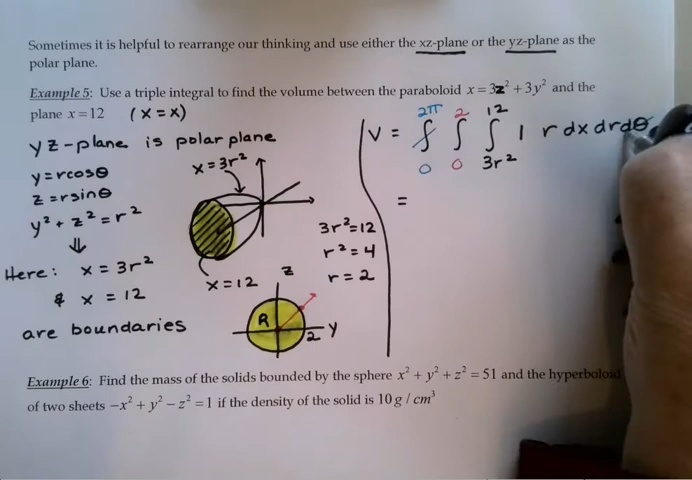 Sometimes it is helpful to rearrange our thinking and use either the xz-plane or the yz-plane as the
polar plane.
Example 5: Use a triple integral to find the volume between the paraboloid x = 3z² + 3y² and the
plane x = 12 (x = x)
yz-plane is polar plane
y = rcosθ
z = rsinθ
y² + z² = r²
⇓
Here: x = 3r²
& x = 12
are boundaries
x = 3r²
x = 12
3r² = 12
r² = 4
r = 2
z
R
2 y
V = ∫₀^2π ∫₀^2 ∫_3r²^12 1 r dx dr dθ
=
Example 6: Find the mass of the solids bounded by the sphere x² + y² + z² = 51 and the hyperboloid
of two sheets −x² + y² − z² = 1 if the density of the solid is 10 g / cm³